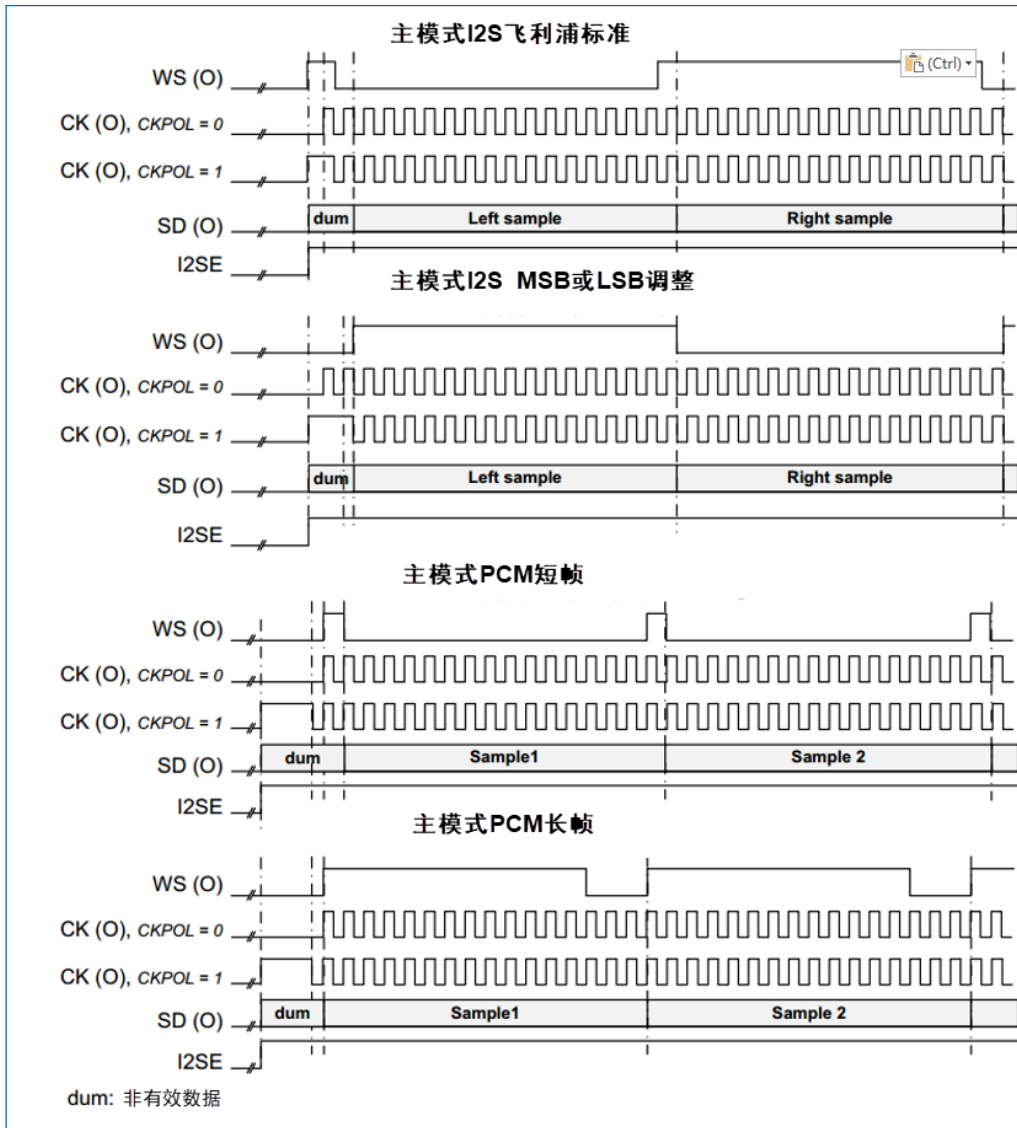 主模式I2S飞利浦标准
(Ctrl)
WS (O)
CK (O), CKPOL = 0
CK (O), CKPOL = 1
SD (O) dum Left sample Right sample
I2SE
主模式I2S MSB或LSB调整
WS (O)
CK (O), CKPOL = 0
CK (O), CKPOL = 1
SD (O) dum Left sample Right sample
I2SE
主模式PCM短帧
WS (O)
CK (O), CKPOL = 0
CK (O), CKPOL = 1
SD (O) dum Sample1 Sample 2
I2SE
主模式PCM长帧
WS (O)
CK (O), CKPOL = 0
CK (O), CKPOL = 1
SD (O) dum Sample1 Sample 2
I2SE
dum: 非有效数据